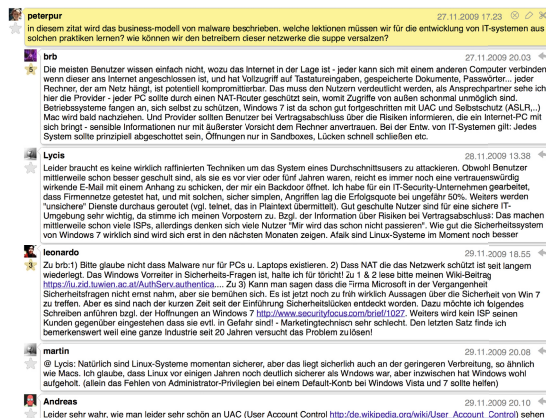 peterpur 27.11.2009 17.23
in diesem zitat wird das business-modell von malware beschrieben. welche lektionen müssen wir für die entwicklung von IT-systemen aus
solchen praktiken lernen? wie können wir den betreibern dieser netzwerke die suppe versalzen?
brb 27.11.2009 20.03
5 Die meisten Benutzer wissen einfach nicht, wozu das Internet in der Lage ist - jeder kann sich mit einem anderen Computer verbinden
wenn dieser ans Internet angeschlossen ist, und hat Vollzugriff auf Tastatureingaben, gespeicherte Dokumente, Passwörter... jeder
Rechner, der am Netz hängt, ist potentiell kompromittierbar. Das muss den Nutzern verdeutlicht werden, als Ansprechpartner sehe ich
hier die Provider - jeder PC sollte durch einen NAT-Router geschützt sein, womit Zugriffe von außen schonmal unmöglich sind.
Betriebssysteme fangen an, sich selbst zu schützen, Windows 7 ist da schon gut fortgeschritten mit UAC und Selbstschutz (ASLR,..)
Mac wird bald nachziehen. Und Provider sollten Benutzer bei Vertragsabschluss über die Risiken informieren, die ein Internet-PC mit
sich bringt - sensible Informationen nur mit äußerster Vorsicht dem Rechner anvertrauen. Bei der Entw. von IT-Systemen gilt: Jedes
System sollte prinzipiell abgeschottet sein, Öffnungen nur in Sandboxes, Lücken schnell schließen etc.
Lycis 28.11.2009 13.38
Leider braucht es keine wirklich raffinierten Techniken um das System eines Durchschnittsusers zu attackieren. Obwohl Benutzer
mittlerweile schon besser geschult sind, als sie es vor vier oder fünf Jahren waren, reicht es immer noch eine vertrauenswürdig
wirkende E-Mail mit einem Anhang zu schicken, der mir ein Backdoor öffnet. Ich habe für ein IT-Security-Unternehmen gearbeitet,
dass Firmennetze getestet hat, und mit solchen, sicher simplen, Angriffen lag die Erfolgsquote bei ungefähr 50%. Weiters werden
"unsichere" Dienste durchaus geroutet (vgl. telnet, das in Plaintext übermittelt). Gut geschulte Nutzer sind für eine sichere IT-
Umgebung sehr wichtig, da stimme ich meinen Vorpostern zu. Bzgl. der Information über Risiken bei Vertragsabschluss: Das machen
mittlerweile schon viele ISPs, allerdings denken sich viele Nutzer "Mir wird das schon nicht passieren". Wie gut die Sicherheitssystem
von Windows 7 wirklich sind wird sich erst in den nächsten Monaten zeigen. Afaik sind Linux-Systeme im Moment noch besser
leonardo 29.11.2009 18.55
3 Zu brb:1) Bitte glaube nicht dass Malware nur für PCs u. Laptops existieren. 2) Dass NAT die das Netzwerk schützt ist seit langem
wiederlegt. Das Windows Vorreiter in Sicherheits-Fragen ist, halte ich für töricht! Zu 1 & 2 lese bitte meinen Wiki-Beitrag
https://iu.zid.tuwien.ac.at/AuthServ.authentica.... Zu 3) Kann man sagen dass die Firma Microsoft in der Vergangenheit
Sicherheitsfragen nicht ernst nahm, aber sie bemühen sich. Es ist jetzt noch zu früh wirklich Aussagen über die Sicherheit von Win 7
zu treffen. Aber es sind nach der kurzen Zeit seit der Einführung Sicherheitslücken entdeckt worden. Dazu möchte ich folgendes
Schreiben anführen bzgl. der Hoffnungen an Windows 7 http://www.securityfocus.com/brief/1027. Weiters wird kein ISP seinen
Kunden gegenüber eingestehen dass sie evtl. in Gefahr sind! - Marketingtechnisch sehr schlecht. Den letzten Satz finde ich
bemerkenswert weil eine ganze Industrie seit 20 Jahren versucht das Problem zu lösen!
martin 29.11.2009 20.08
@ Lycis: Natürlich sind Linux-Systeme momentan sicherer, aber das liegt sicherlich auch an der geringeren Verbreitung, so ähnlich
wie Macs. Ich glaube, dass Linux vor einigen Jahren noch deutlich sicherer als Windows war, aber inzwischen hat Windows wohl
aufgeholt. (allein das Fehlen von Administrator-Privilegien bei einem Default-Konto bei Windows Vista und 7 sollte helfen)
Andreas 29.11.2009 20.10
Leider sehr wahr, wie man leider sehr schön an UAC (User Account Control http://de.wikipedia.org/wiki/User_Account_Control) sehen